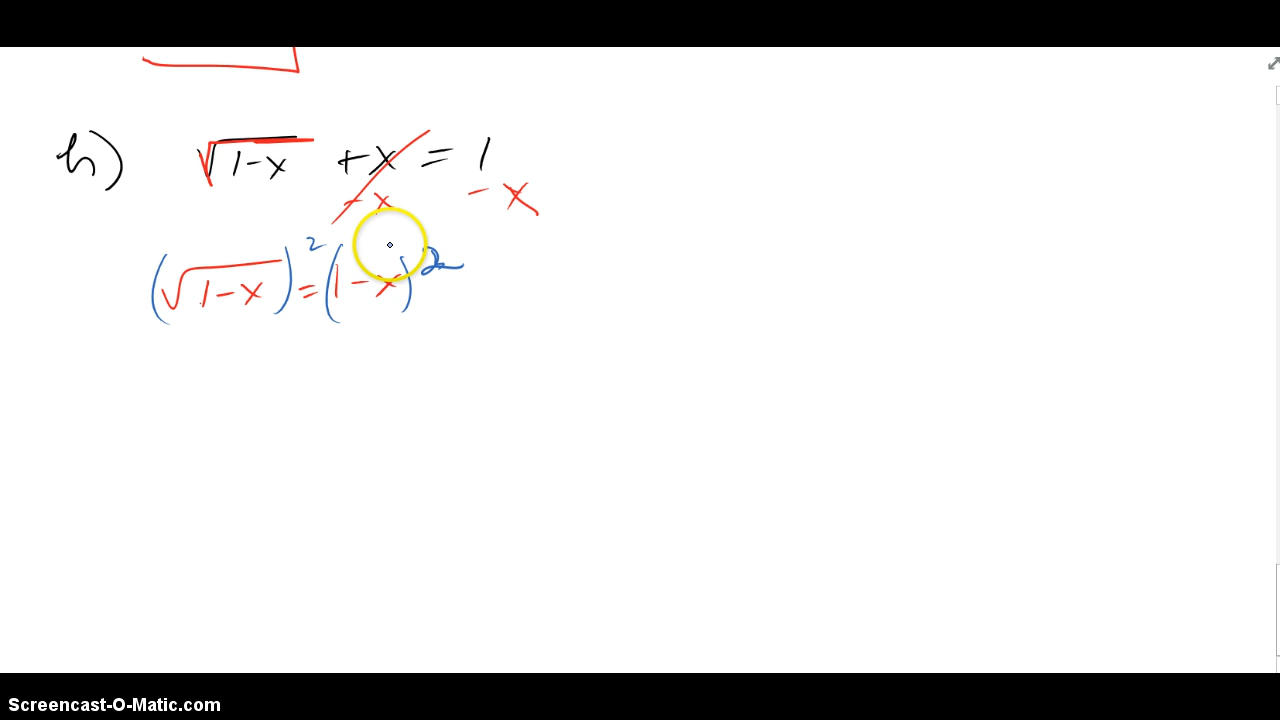 h) √1-x +x = 1
-x -x
(√1-x)² = (1-x)²
Screencast-O-Matic.com